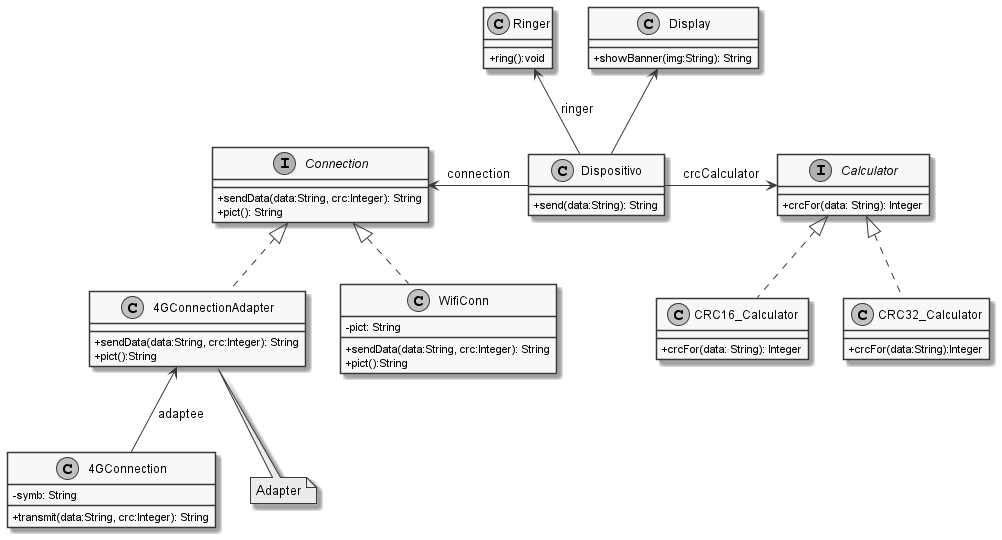 C Ringer
+ring():void
C Display
+showBanner(img:String): String
ringer
I Connection
+sendData(data:String, crc:Integer): String
+pict(): String
connection
C Dispositivo
+send(data:String): String
crcCalculator
I Calculator
+crcFor(data: String): Integer
C 4GConnectionAdapter
+sendData(data:String, crc:Integer): String
+pict():String
C WifiConn
-pict: String
+sendData(data:String, crc:Integer): String
+pict():String
C CRC16_Calculator
+crcFor(data: String): Integer
C CRC32_Calculator
+crcFor(data:String):Integer
adaptee
C 4GConnection
-symb: String
+transmit(data:String, crc:Integer): String
Adapter